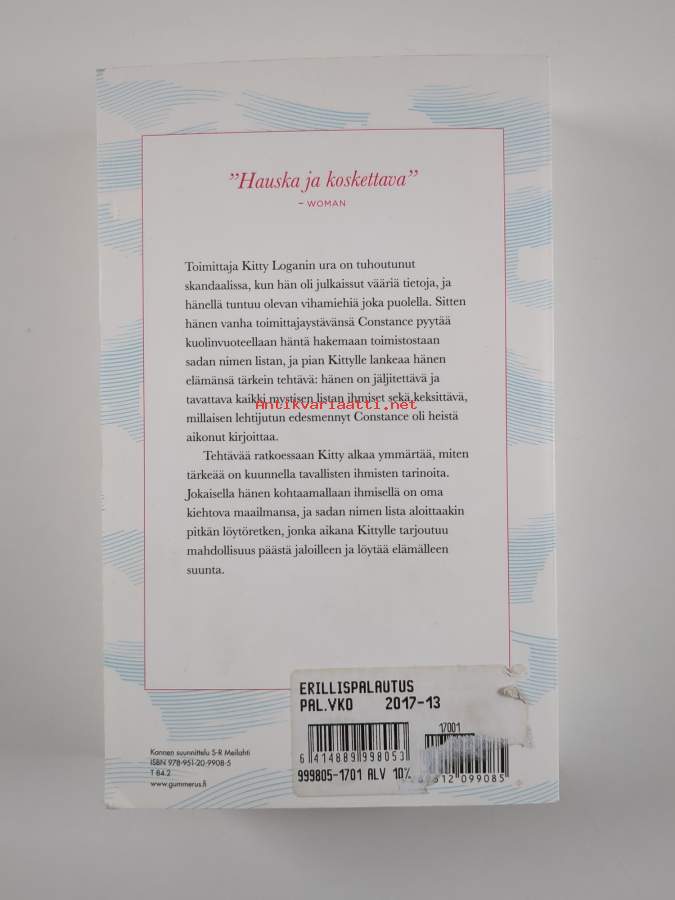 ”Hauska ja koskettava”
– WOMAN
Toimittaja Kitty Loganin ura on tuhoutunut
skandaalissa, kun hän oli julkaissut vääriä tietoja, ja
hänellä tuntuu olevan vihamiehiä joka puolella. Sitten
hänen vanha toimittajaystävänsä Constance pyytää
kuolinvuoteellaan häntä hakemaan toimistostaan
sadan nimen listan, ja pian Kittylle lankeaa hänen
elämänsä tärkein tehtävä: hänen on jäljitettävä ja
tavattava kaikki mystisen listan ihmiset sekä keksittävä,
Antikvariaatti.net
millaisen lehtijutun edesmennyt Constance oli heistä
aikonut kirjoittaa.
Tehtävää ratkoessaan Kitty alkaa ymmärtää, miten
tärkeää on kuunnella tavallisten ihmisten tarinoita.
Jokaisella hänen kohtaamallaan ihmisellä on oma
kiehtova maailmansa, ja sadan nimen lista aloittaakin
pitkän löytöretken, jonka aikana Kittylle tarjoutuu
mahdollisuus päästä jaloilleen ja löytää elämälleen
suunta.
ERILLISPALAUTUS
PAL.VKO 2017-13
17001
6 414889 998053
999805-1701 ALV 10%
512 099085
Kannen suunnittelu S-R Meilahti
ISBN 978-951-20-9908-5
T 84.2
www.gummerus.fi